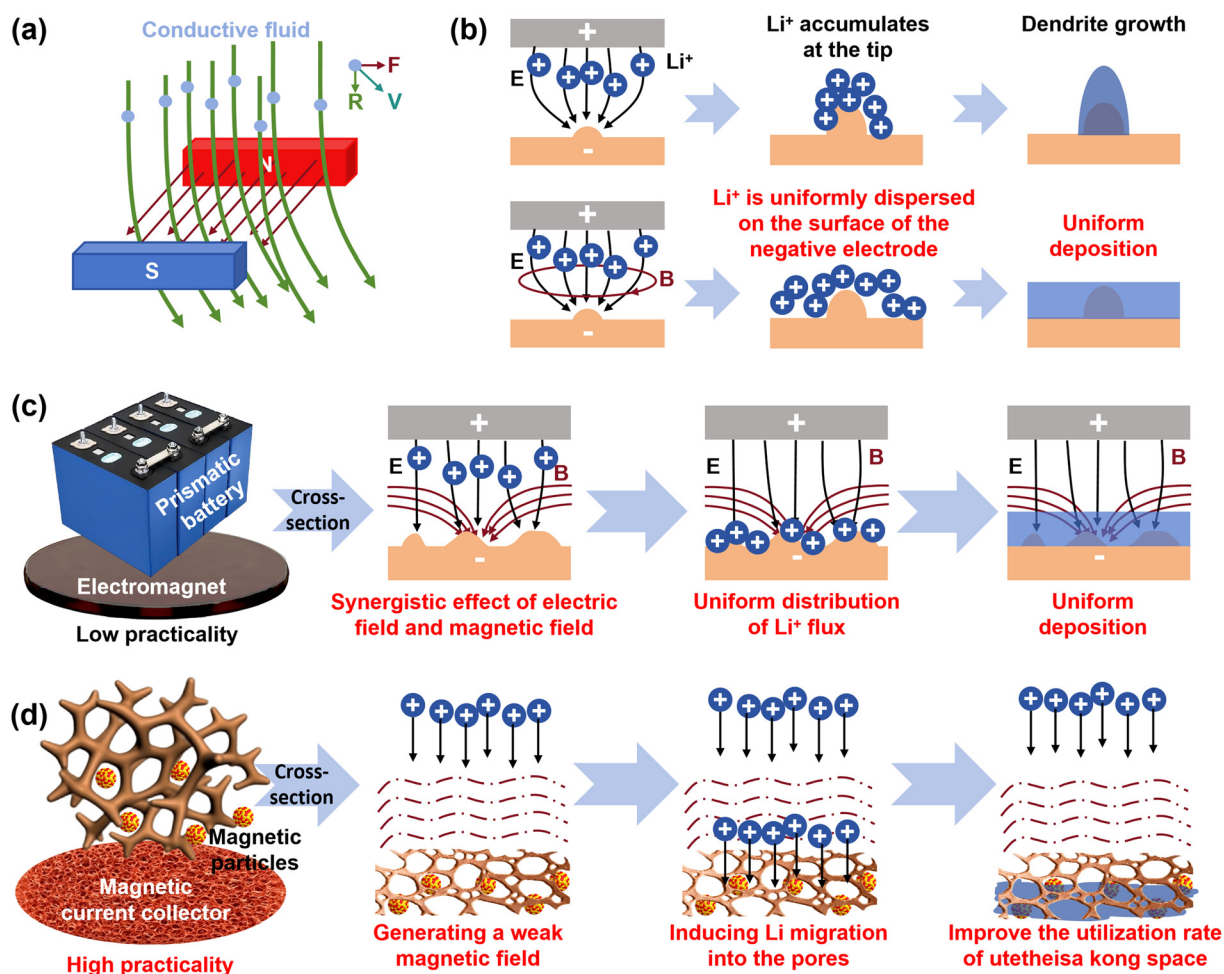 (a)
Conductive fluid
F
R
V
N
S
(b)
+
E
Li⁺
-
Li⁺ accumulates
at the tip
Dendrite growth
+
E
B
-
Li⁺ is uniformly dispersed
on the surface of the
negative electrode
Uniform
deposition
(c)
Prismatic
battery
Electromagnet
Low practicality
Cross-
section
+
E
B
-
Synergistic effect of electric
field and magnetic field
+
E
B
-
Uniform distribution
of Li⁺ flux
+
E
B
-
Uniform
deposition
(d)
Magnetic
particles
Magnetic
current collector
High practicality
Cross-
section
Generating a weak
magnetic field
Inducing Li migration
into the pores
Improve the utilization rate
of utetheisa kong space